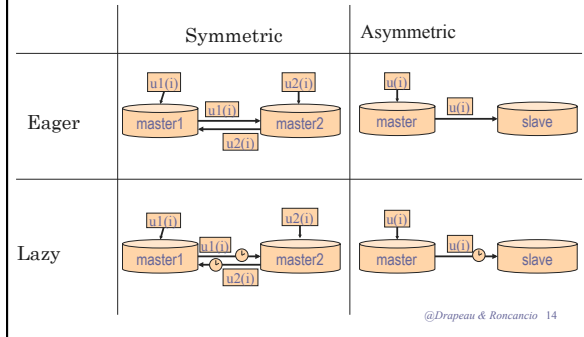 Symmetric
Asymmetric
Eager
u1(i)
u2(i)
u1(i)
master1
master2
u2(i)
u(i)
u(i)
master
slave
Lazy
u1(i)
u2(i)
u1(i)
master1
master2
u2(i)
u(i)
u(i)
master
slave
@Drapeau & Roncancio 14